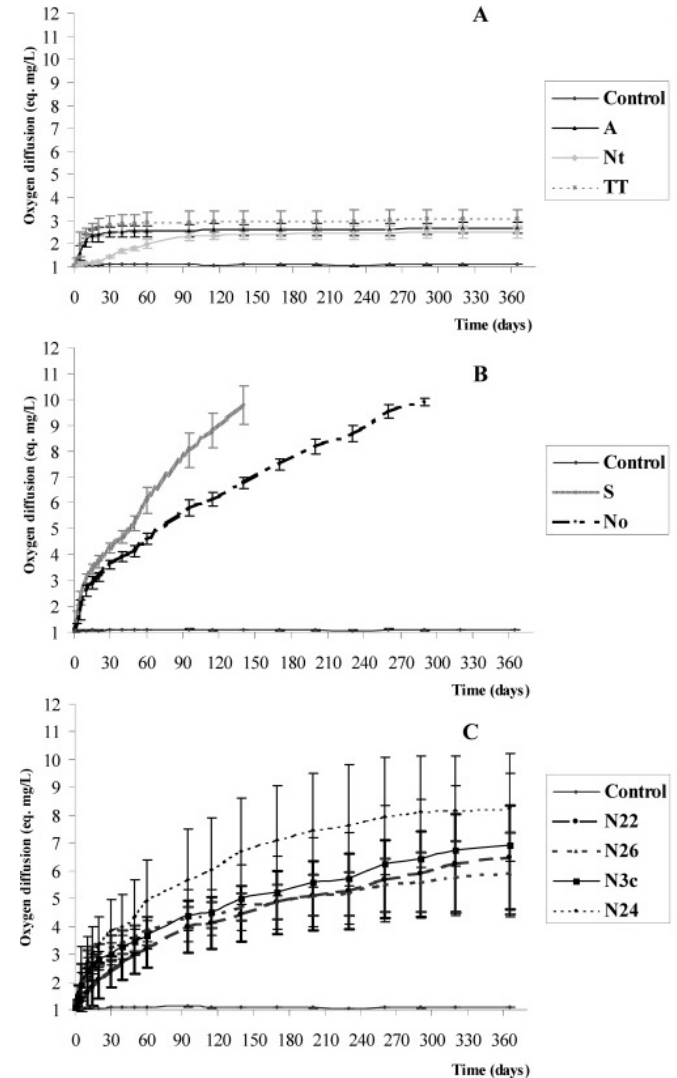 A
Oxygen diffusion (eq. mg/L)
12
11
10
9
8
7
6
5
4
3
2
1
0 30 60 90 120 150 180 210 240 270 300 330 360
Time (days)
Control
A
Nt
TT
B
Oxygen diffusion (eq. mg/L)
12
11
10
9
8
7
6
5
4
3
2
1
0 30 60 90 120 150 180 210 240 270 300 330 360
Time (days)
Control
S
No
C
Oxygen diffusion (eq. mg/L)
12
11
10
9
8
7
6
5
4
3
2
1
0 30 60 90 120 150 180 210 240 270 300 330 360
Time (days)
Control
N22
N26
N3c
N24